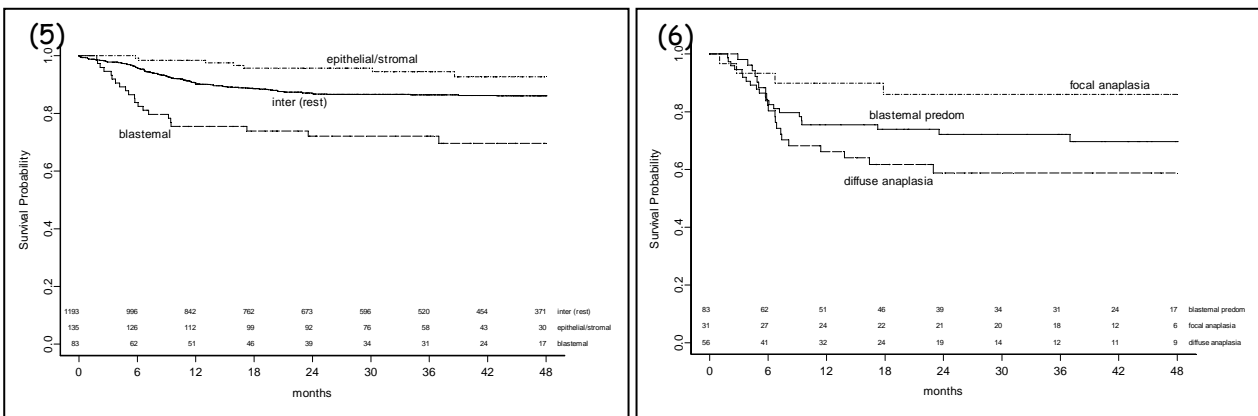 (5)
Survival Probability
1.0
0.8
0.6
0.4
0.2
0.0
epithelial/stromal
inter (rest)
blastemal
1193 996 842 762 673 596 520 454 371 inter (rest)
135 126 112 99 92 76 58 43 30 epithelial/stromal
83 62 51 46 39 34 31 24 17 blastemal
0 6 12 18 24 30 36 42 48
months
(6)
Survival Probability
1.0
0.8
0.6
0.4
0.2
0.0
focal anaplasia
blastemal predom
diffuse anaplasia
83 62 51 46 39 34 31 24 17 blastemal predom
31 27 24 22 21 20 18 12 6 focal anaplasia
56 41 32 24 19 14 12 11 9 diffuse anaplasia
0 6 12 18 24 30 36 42 48
months